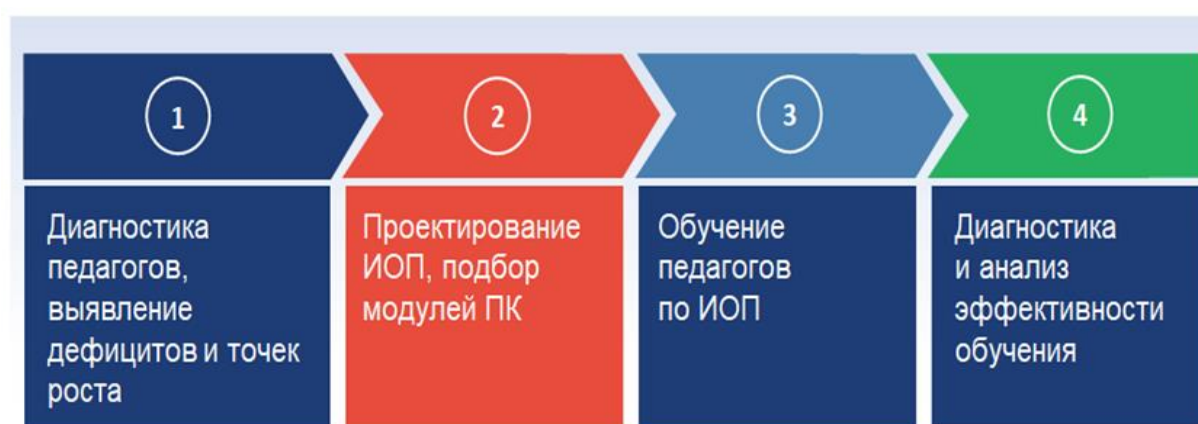 1
2
3
4
Диагностика
педагогов,
выявление
дефицитов и точек
роста
Проектирование
ИОП, подбор
модулей ПК
Обучение
педагогов
по ИОП
Диагностика
и анализ
эффективности
обучения